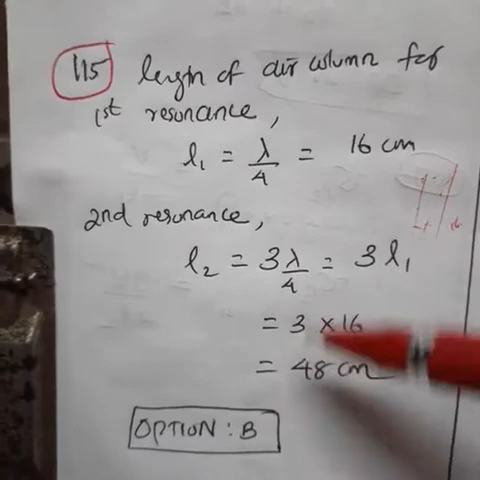 115 length of air column for
1st resonance,
l₁ = λ/4 = 16 cm
2nd resonance,
l₂ = 3λ/4 = 3l₁
= 3 × 16
= 48 cm
OPTION : B